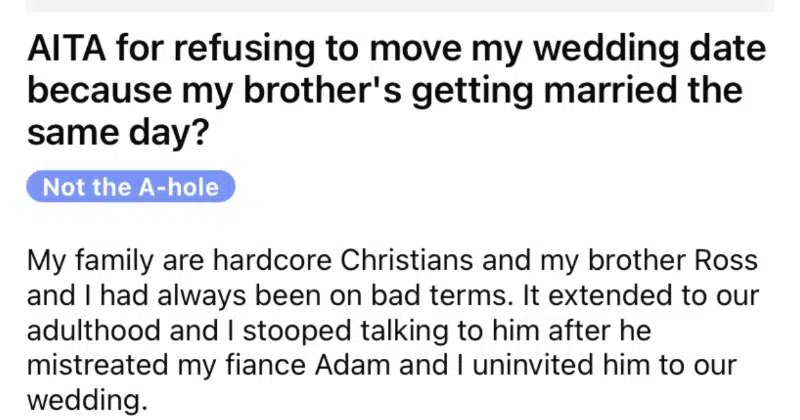 AITA for refusing to move my wedding date
because my brother's getting married the
same day?
Not the A-hole
My family are hardcore Christians and my brother Ross
and I had always been on bad terms. It extended to our
adulthood and I stooped talking to him after he
mistreated my fiance Adam and I uninvited him to our
wedding.